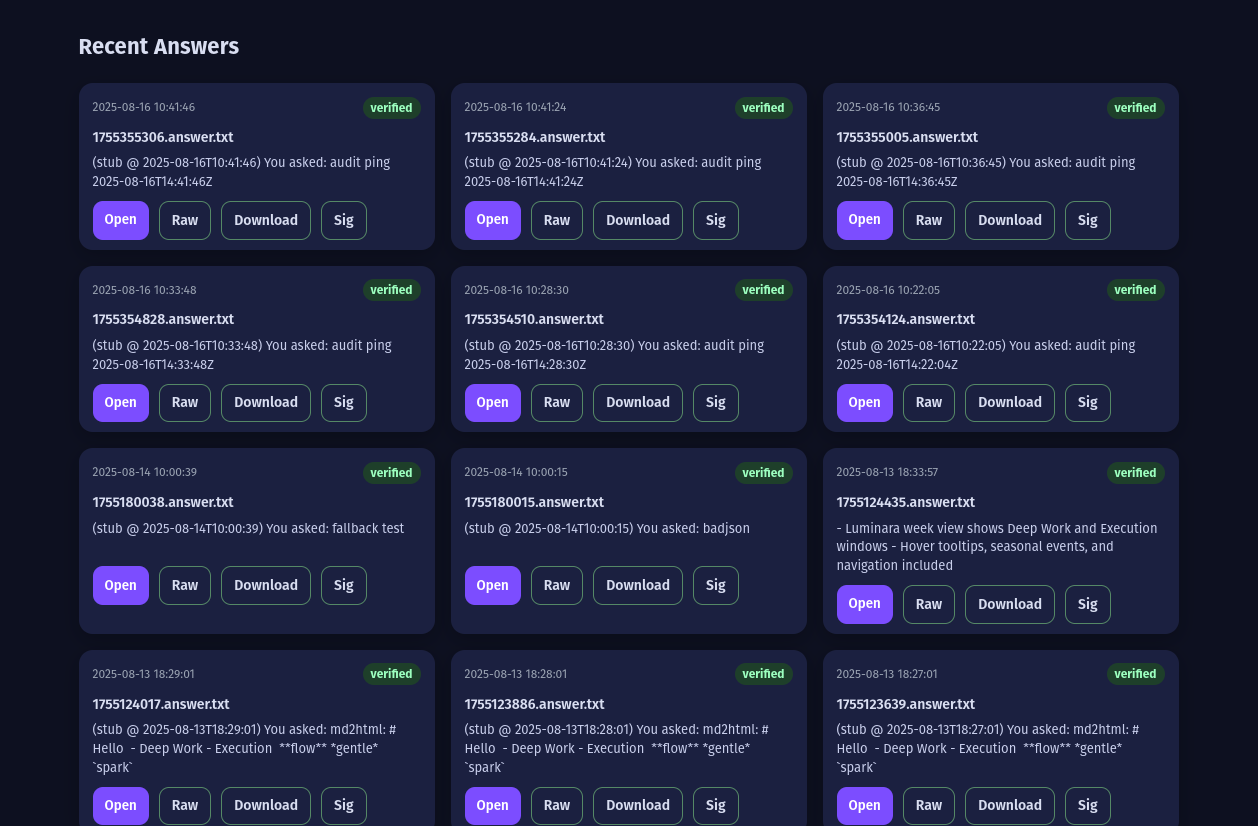 Recent Answers
2025-08-16 10:41:46 verified
1755355306.answer.txt
(stub @ 2025-08-16T10:41:46) You asked: audit ping
2025-08-16T14:41:46Z
Open Raw Download Sig
2025-08-16 10:41:24 verified
1755355284.answer.txt
(stub @ 2025-08-16T10:41:24) You asked: audit ping
2025-08-16T14:41:24Z
Open Raw Download Sig
2025-08-16 10:36:45 verified
1755355005.answer.txt
(stub @ 2025-08-16T10:36:45) You asked: audit ping
2025-08-16T14:36:45Z
Open Raw Download Sig
2025-08-16 10:33:48 verified
1755354828.answer.txt
(stub @ 2025-08-16T10:33:48) You asked: audit ping
2025-08-16T14:33:48Z
Open Raw Download Sig
2025-08-16 10:28:30 verified
1755354510.answer.txt
(stub @ 2025-08-16T10:28:30) You asked: audit ping
2025-08-16T14:28:30Z
Open Raw Download Sig
2025-08-16 10:22:05 verified
1755354124.answer.txt
(stub @ 2025-08-16T10:22:05) You asked: audit ping
2025-08-16T14:22:04Z
Open Raw Download Sig
2025-08-14 10:00:39 verified
1755180038.answer.txt
(stub @ 2025-08-14T10:00:39) You asked: fallback test
Open Raw Download Sig
2025-08-14 10:00:15 verified
1755180015.answer.txt
(stub @ 2025-08-14T10:00:15) You asked: badjson
Open Raw Download Sig
2025-08-13 18:33:57 verified
1755124435.answer.txt
- Luminara week view shows Deep Work and Execution
windows - Hover tooltips, seasonal events, and
navigation included
Open Raw Download Sig
2025-08-13 18:29:01 verified
1755124017.answer.txt
(stub @ 2025-08-13T18:29:01) You asked: md2html: #
Hello  - Deep Work - Execution  **flow** *gentle*
`spark`
Open Raw Download Sig
2025-08-13 18:28:01 verified
1755123886.answer.txt
(stub @ 2025-08-13T18:28:01) You asked: md2html: #
Hello  - Deep Work - Execution  **flow** *gentle*
`spark`
Open Raw Download Sig
2025-08-13 18:27:01 verified
1755123639.answer.txt
(stub @ 2025-08-13T18:27:01) You asked: md2html: #
Hello  - Deep Work - Execution  **flow** *gentle*
`spark`
Open Raw Download Sig